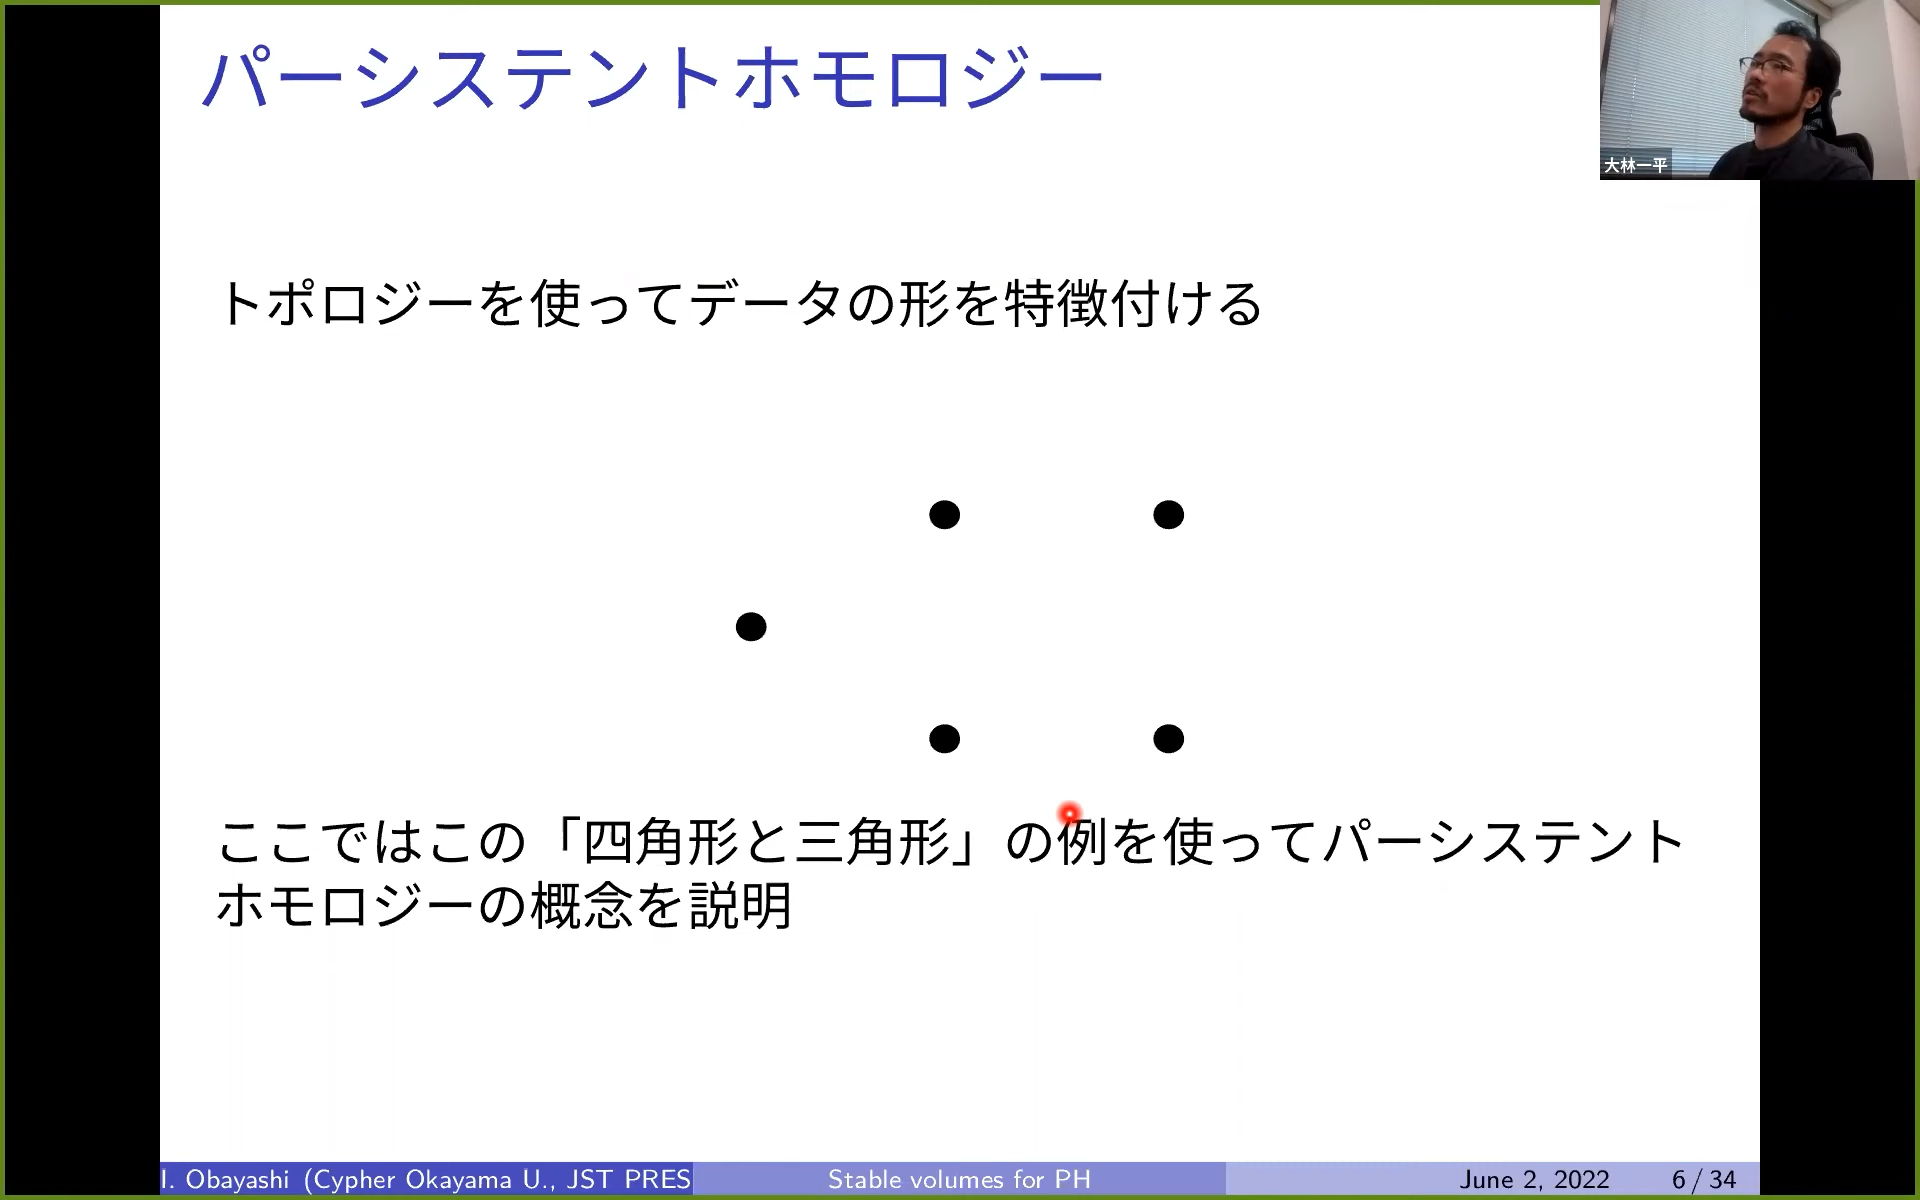 パーシステントホモロジー
大林一平
トポロジーを使ってデータの形を特徴付ける
ここではこの「四角形と三角形」の例を使ってパーシステント
ホモロジーの概念を説明
I. Obayashi (Cypher Okayama U., JST PRES
Stable volumes for PH
June 2, 2022
6 / 34